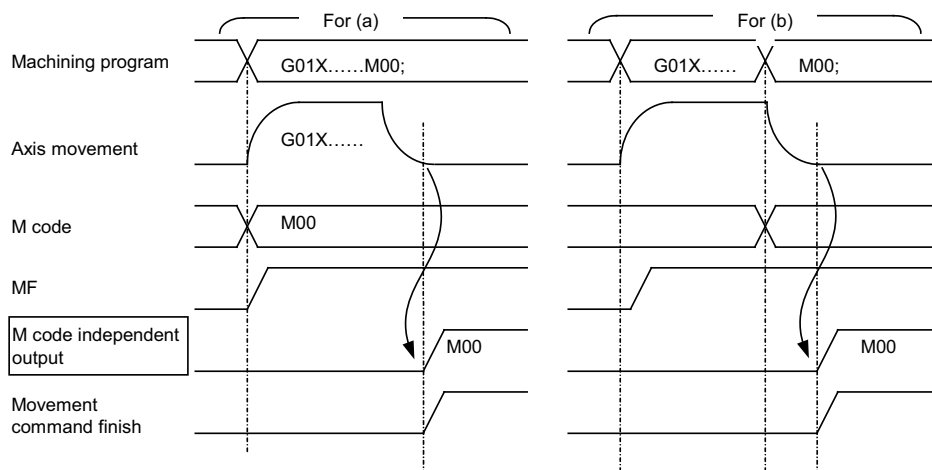 For (a) For (b)
Machining program G01X......M00; G01X...... M00;
Axis movement G01X......
M code M00
MF
M code independent
output M00 M00
Movement
command finish